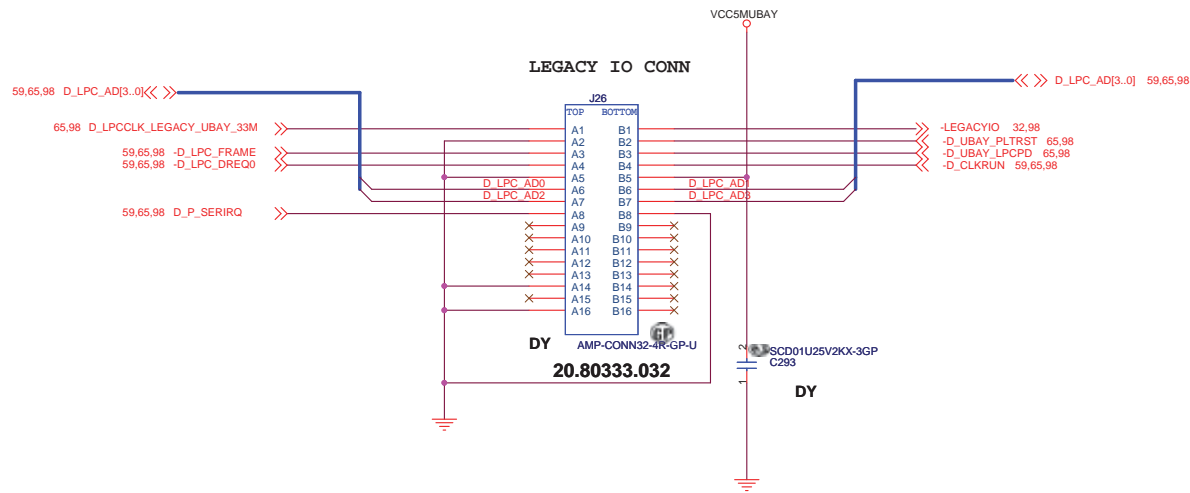 VCC5MUBAY
LEGACY IO CONN
59,65,98 D_LPC_AD[3..0]
D_LPC_AD[3..0] 59,65,98
J26
TOP BOTTOM
65,98 D_LPCCLK_LEGACY_UBAY_33M A1 B1 -LEGACYIO 32,98
A2 B2 -D_UBAY_PLTRST 65,98
59,65,98 -D_LPC_FRAME A3 B3 -D_UBAY_LPCPD 65,98
59,65,98 -D_LPC_DREQ0 A4 B4 -D_CLKRUN 59,65,98
A5 B5
D_LPC_AD0 A6 B6 D_LPC_AD1
D_LPC_AD2 A7 B7 D_LPC_AD3
59,65,98 D_P_SERIRQ A8 B8
A9 B9
A10 B10
A11 B11
A12 B12
A13 B13
A14 B14
A15 B15
A16 B16
GP
DY AMP-CONN32-4R-GP-U
20.80333.032
2 SCD01U25V2KX-3GP
C293
1
DY